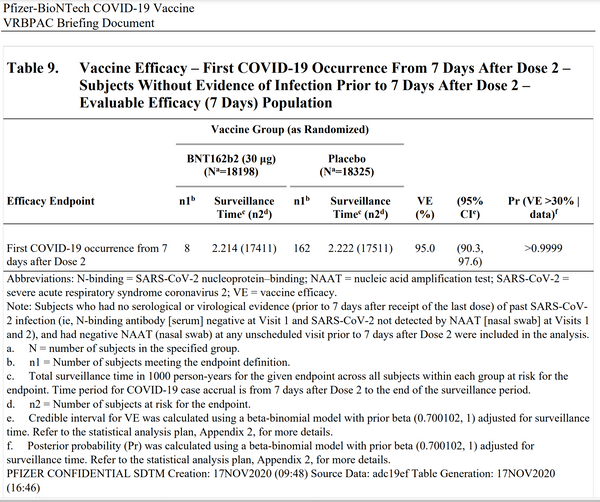 Pfizer-BioNTech COVID-19 Vaccine
VRBPAC Briefing Document
Table 9. Vaccine Efficacy – First COVID-19 Occurrence From 7 Days After Dose 2 –
Subjects Without Evidence of Infection Prior to 7 Days After Dose 2 –
Evaluable Efficacy (7 Days) Population
Vaccine Group (as Randomized)
BNT162b2 (30 µg) Placebo
(Nᵃ=18198) (Nᵃ=18325)
Efficacy Endpoint n1ᵇ Surveillance Timeᶜ (n2ᵈ) n1ᵇ Surveillance Timeᶜ (n2ᵈ) VE (%) (95% CIᵉ) Pr (VE >30% | data)ᶠ
First COVID-19 occurrence from 7 8 2.214 (17411) 162 2.222 (17511) 95.0 (90.3, >0.9999
days after Dose 2 97.6)
Abbreviations: N-binding = SARS-CoV-2 nucleoprotein–binding; NAAT = nucleic acid amplification test; SARS-CoV-2 =
severe acute respiratory syndrome coronavirus 2; VE = vaccine efficacy.
Note: Subjects who had no serological or virological evidence (prior to 7 days after receipt of the last dose) of past SARS-CoV-
2 infection (ie, N-binding antibody [serum] negative at Visit 1 and SARS-CoV-2 not detected by NAAT [nasal swab] at Visits 1
and 2), and had negative NAAT (nasal swab) at any unscheduled visit prior to 7 days after Dose 2 were included in the analysis.
a. N = number of subjects in the specified group.
b. n1 = Number of subjects meeting the endpoint definition.
c. Total surveillance time in 1000 person-years for the given endpoint across all subjects within each group at risk for the
endpoint. Time period for COVID-19 case accrual is from 7 days after Dose 2 to the end of the surveillance period.
d. n2 = Number of subjects at risk for the endpoint.
e. Credible interval for VE was calculated using a beta-binomial model with prior beta (0.700102, 1) adjusted for surveillance
time. Refer to the statistical analysis plan, Appendix 2, for more details.
f. Posterior probability (Pr) was calculated using a beta-binomial model with prior beta (0.700102, 1) adjusted for
surveillance time. Refer to the statistical analysis plan, Appendix 2, for more details.
PFIZER CONFIDENTIAL SDTM Creation: 17NOV2020 (09:48) Source Data: adc19ef Table Generation: 17NOV2020
(16:46)